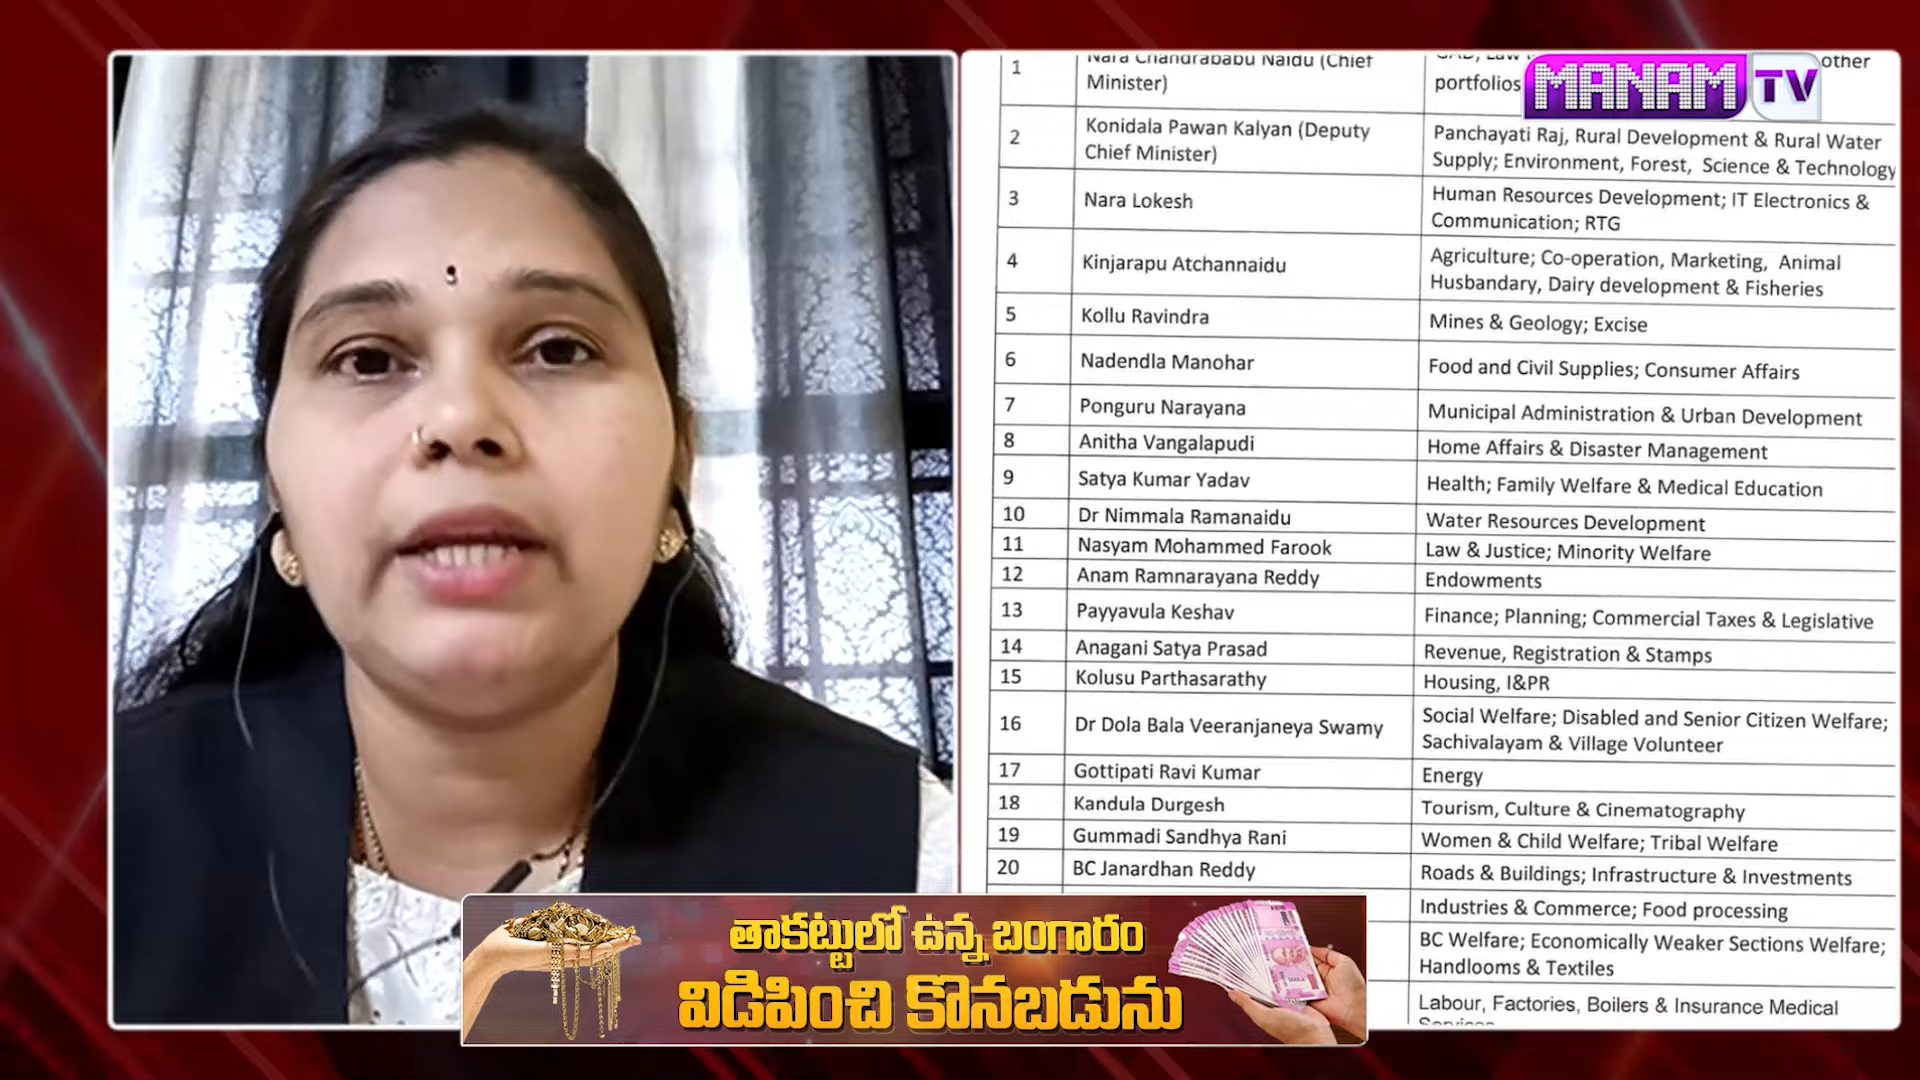 MANAM TV
1
Nara Chandrababu Naidu (Chief
Minister)
GAD, Law
other
portfolios
2
Konidala Pawan Kalyan (Deputy
Chief Minister)
Panchayati Raj, Rural Development & Rural Water
Supply; Environment, Forest, Science & Technology
3
Nara Lokesh
Human Resources Development; IT Electronics &
Communication; RTG
4
Kinjarapu Atchannaidu
Agriculture; Co-operation, Marketing, Animal
Husbandary, Dairy development & Fisheries
5
Kollu Ravindra
Mines & Geology; Excise
6
Nadendla Manohar
Food and Civil Supplies; Consumer Affairs
7
Ponguru Narayana
Municipal Administration & Urban Development
8
Anitha Vangalapudi
Home Affairs & Disaster Management
9
Satya Kumar Yadav
Health; Family Welfare & Medical Education
10
Dr Nimmala Ramanaidu
Water Resources Development
11
Nasyam Mohammed Farook
Law & Justice; Minority Welfare
12
Anam Ramnarayana Reddy
Endowments
13
Payyavula Keshav
Finance; Planning; Commercial Taxes & Legislative
14
Anagani Satya Prasad
Revenue, Registration & Stamps
15
Kolusu Parthasarathy
Housing, I&PR
16
Dr Dola Bala Veeranjaneya Swamy
Social Welfare; Disabled and Senior Citizen Welfare;
Sachivalayam & Village Volunteer
17
Gottipati Ravi Kumar
Energy
18
Kandula Durgesh
Tourism, Culture & Cinematography
19
Gummadi Sandhya Rani
Women & Child Welfare; Tribal Welfare
20
BC Janardhan Reddy
Roads & Buildings; Infrastructure & Investments
Industries & Commerce; Food processing
BC Welfare; Economically Weaker Sections Welfare;
Handlooms & Textiles
Labour, Factories, Boilers & Insurance Medical
Services
తాకట్టులో ఉన్న బంగారం
విడిపించి కొనబడును